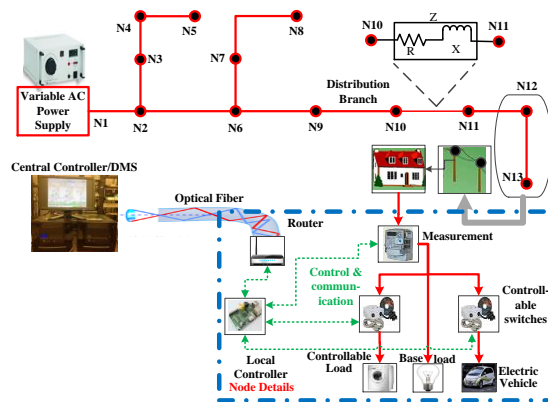 N4
N5
N8
N10
Z
N11
R
X
N3
N7
Variable AC
Power
Supply
Distribution
Branch
N12
N1
N2
N6
N9
N10
N11
N13
Central Controller/DMS
Optical Fiber
Router
Measurement
Control &
commun-
ication
Controll-
able
switches
Local
Controller
Node Details
Controllable
Load
Base load
Electric
Vehicle